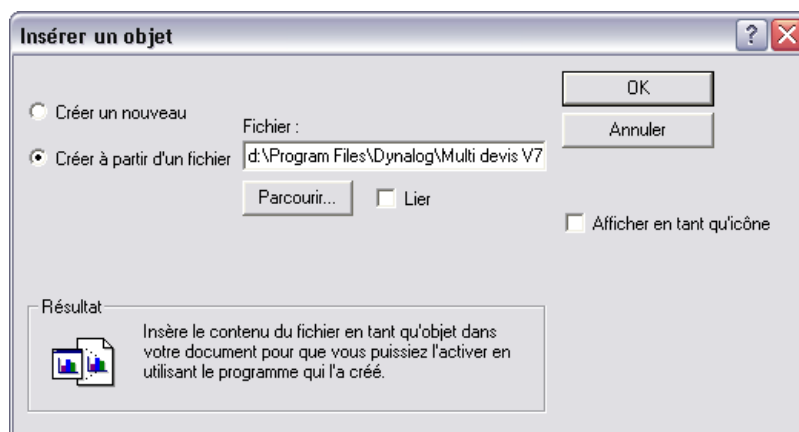 Insérer un objet
Créer un nouveau
Créer à partir d'un fichier
Fichier :
d:\Program Files\Dynalog\Multi devis V7
Parcourir...
Lier
OK
Annuler
Afficher en tant qu'icône
Résultat
Insère le contenu du fichier en tant qu'objet dans
votre document pour que vous puissiez l'activer en
utilisant le programme qui l'a créé.